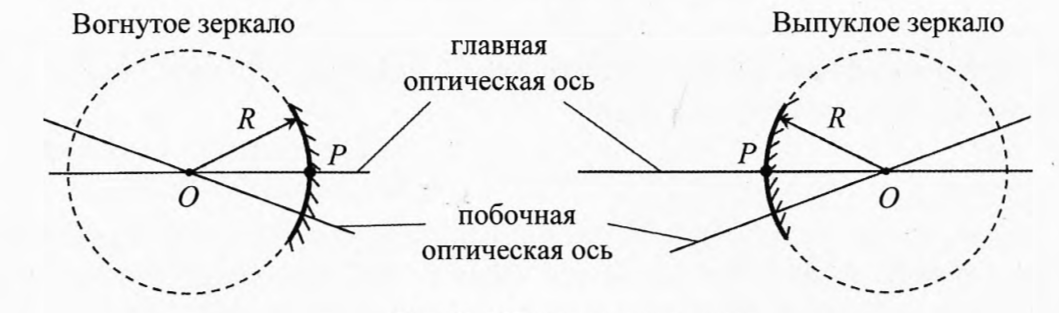 Вогнутое зеркало
Выпуклое зеркало
главная
оптическая ось
R
P
O
R
P
O
побочная
оптическая ось